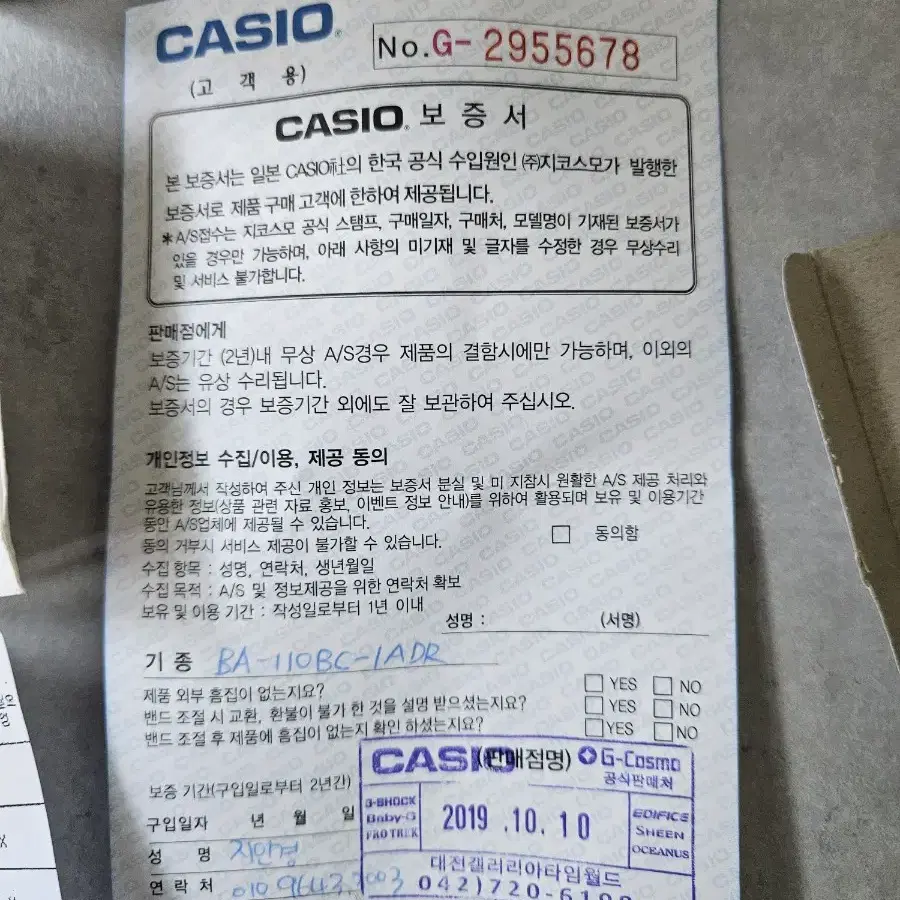 CASIO
No.G- 2955678
(고 객 용)
CASIO. 보 증 서
본 보증서는 일본 CASIO社의 한국 공식 수입원인 (주)지코스모가 발행한
보증서로 제품 구매 고객에 한하여 제공됩니다.
*A/S접수는 지코스모 공식 스탬프, 구매일자, 구매처, 모델명이 기재된 보증서가
있을 경우만 가능하며, 아래 사항의 미기재 및 글자를 수정한 경우 무상수리
및 서비스 불가합니다.
판매점에게
보증기간 (2년)내 무상 A/S경우 제품의 결함시에만 가능하며, 이외의
A/S는 유상 수리됩니다.
보증서의 경우 보증기간 외에도 잘 보관하여 주십시오.
개인정보 수집/이용, 제공 동의
고객님께서 작성하여 주신 개인 정보는 보증서 분실 및 미 지참시 원활한 A/S 제공 처리와
유용한 정보(상품 관련 자료 홍보, 이벤트 정보 안내)를 위하여 활용되며 보유 및 이용기간
동안 A/S업체에 제공될 수 있습니다.
동의 거부시 서비스 제공이 불가할 수 있습니다. 동의함
수집 항목 : 성명, 연락처, 생년월일
수집 목적 : A/S 및 정보제공을 위한 연락처 확보
보유 및 이용 기간 : 작성일로부터 1년 이내
성명 : (서명)
기 종 BA-110BC-1ADR
제품 외부 흠집이 없는지요? YES NO
밴드 조절 시 교환, 환불이 불가 한 것을 설명 받으셨는지요? YES NO
밴드 조절 후 제품에 흠집이 없는지 확인 하셨는지요? YES NO
CASIO (판매점명) G-Cosmo
공식판매처
보증 기간(구입일로부터 2년간)
G-SHOCK
Baby-G
PRO TREK
2019 .10. 10
EDIFICE
SHEEN
OCEANUS
구입일자 년 월 일
성 명 지안경
대전갤러리아타임월드
연 락 처
042)720-